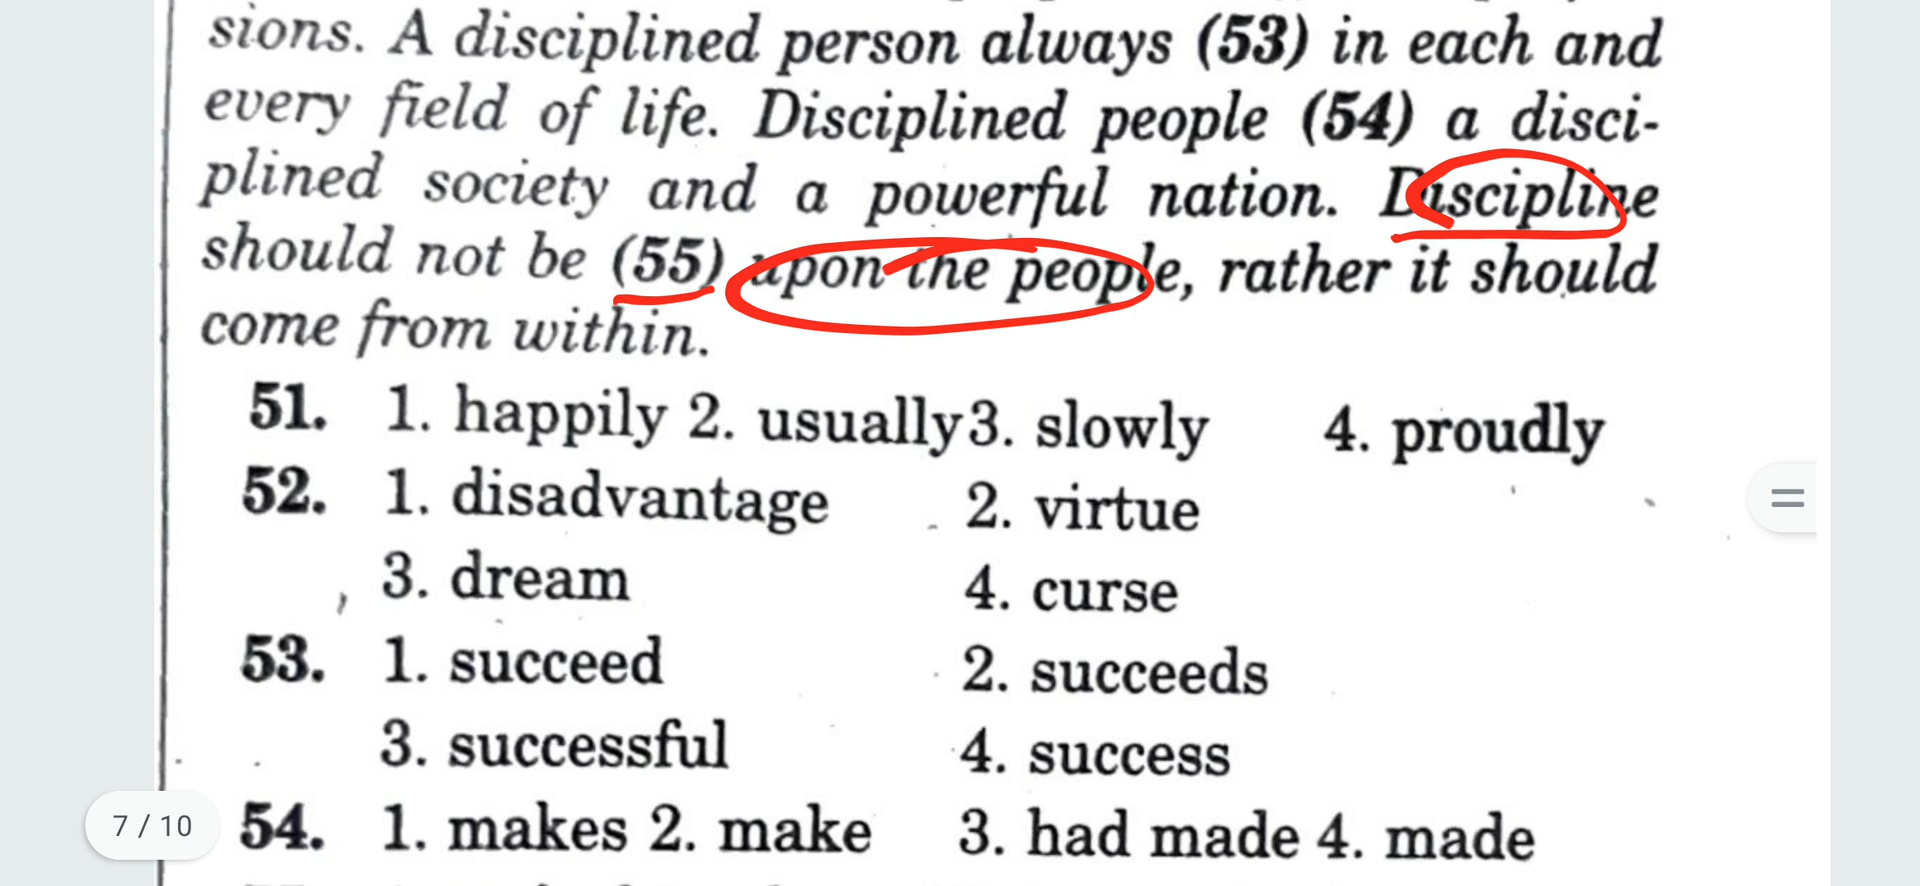 sions. A disciplined person always (53) in each and
every field of life. Disciplined people (54) a disci-
plined society and a powerful nation. Discipline
should not be (55) upon the people, rather it should
come from within.
51. 1. happily 2. usually 3. slowly 4. proudly
52. 1. disadvantage 2. virtue
3. dream 4. curse
53. 1. succeed 2. succeeds
3. successful 4. success
7 / 10
54. 1. makes 2. make 3. had made 4. made